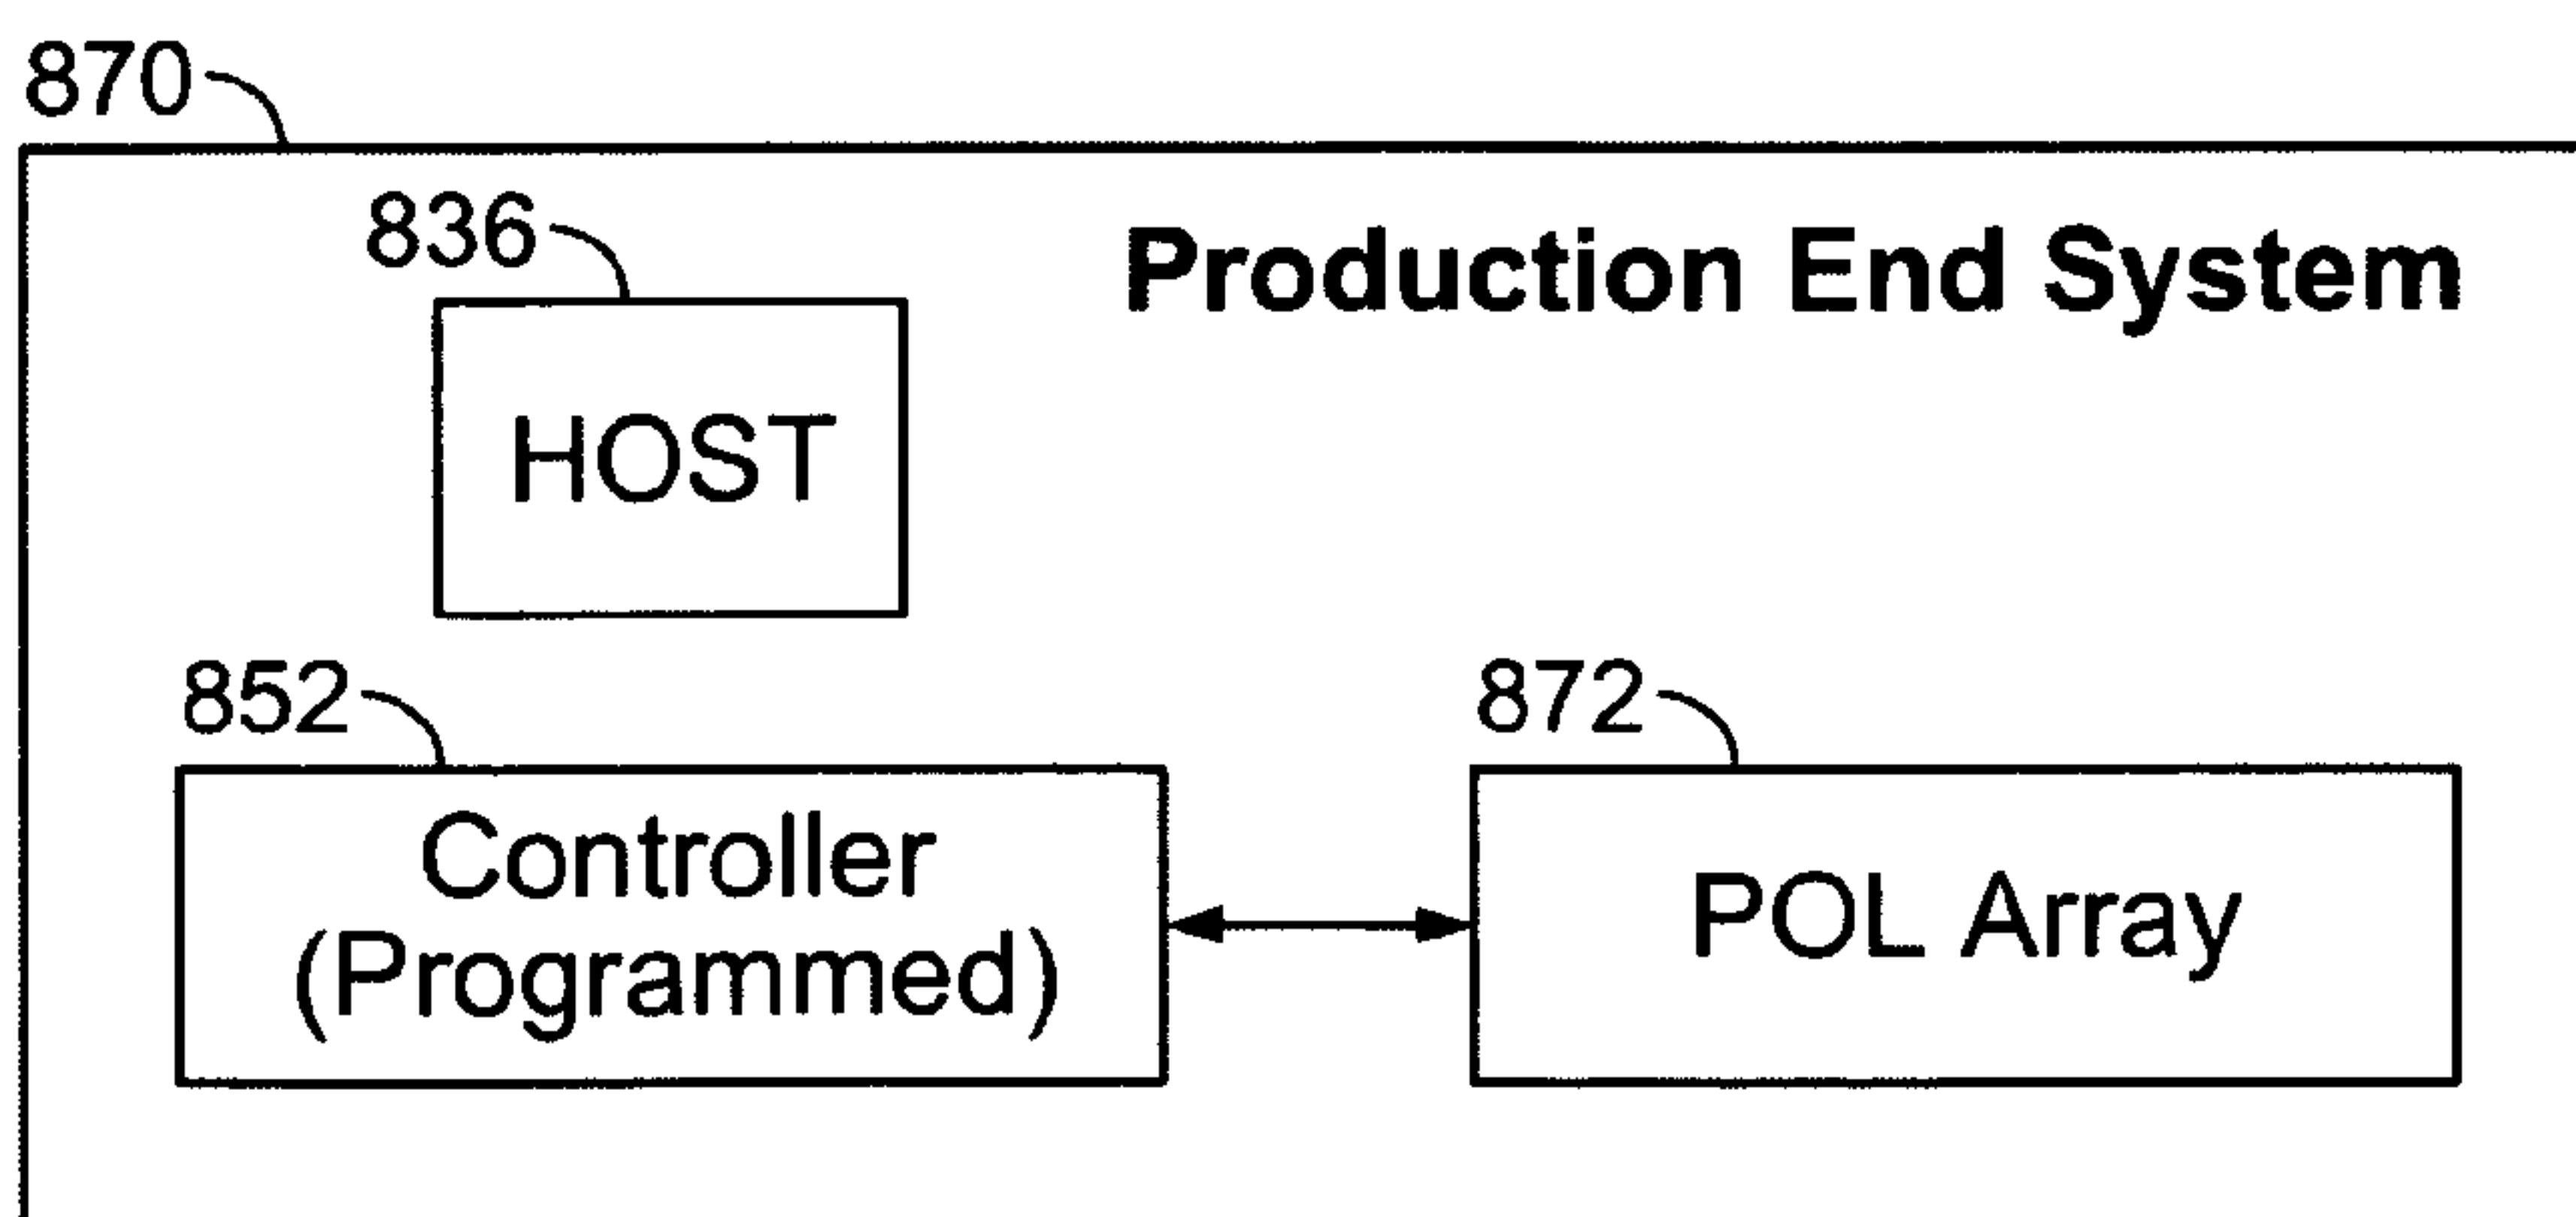 870
836
Production End System
HOST
852
872
Controller
(Programmed)
POL Array